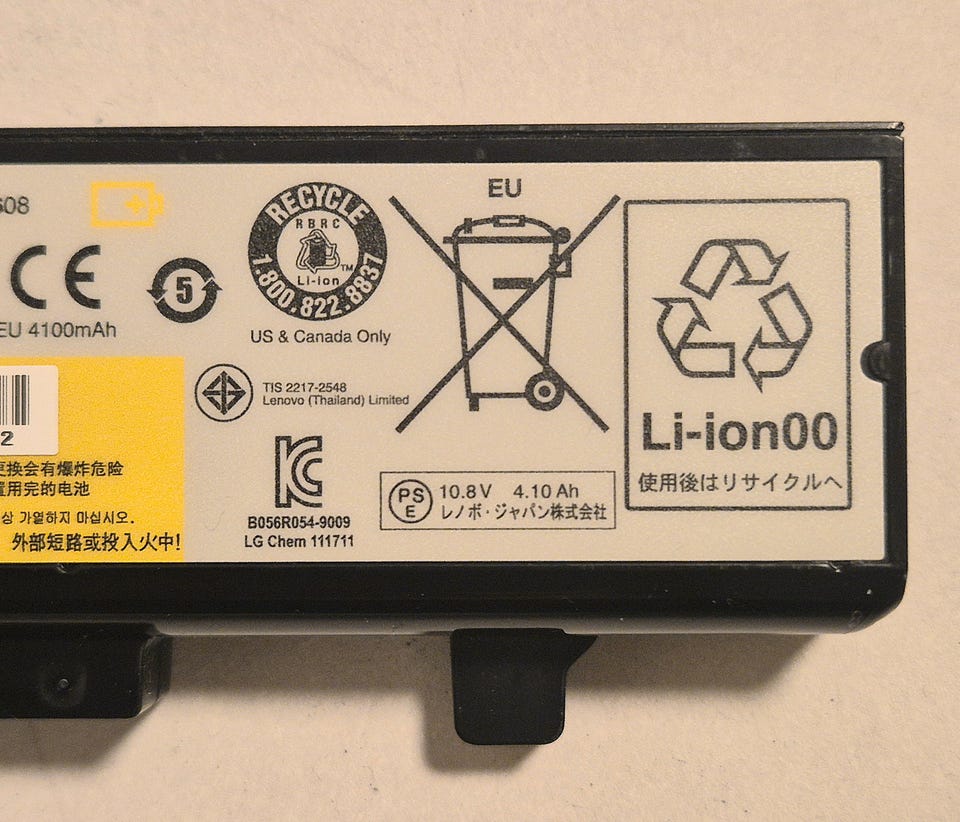 608
CE
5
EU 4100mAh
RECYCLE
RBRC
Li-ion
TM
1.800.822.8837
US & Canada Only
TIS 2217-2548
Lenovo (Thailand) Limited
B056R054-9009
LG Chem 111711
EU
PS
E
10.8V 4.10 Ah
レノボ・ジャパン株式会社
Li-ion00
使用後はリサイクルへ
2
更换会有爆炸危险
置用完的电池
상 가열하지 마십시오.
外部短路或投入火中!